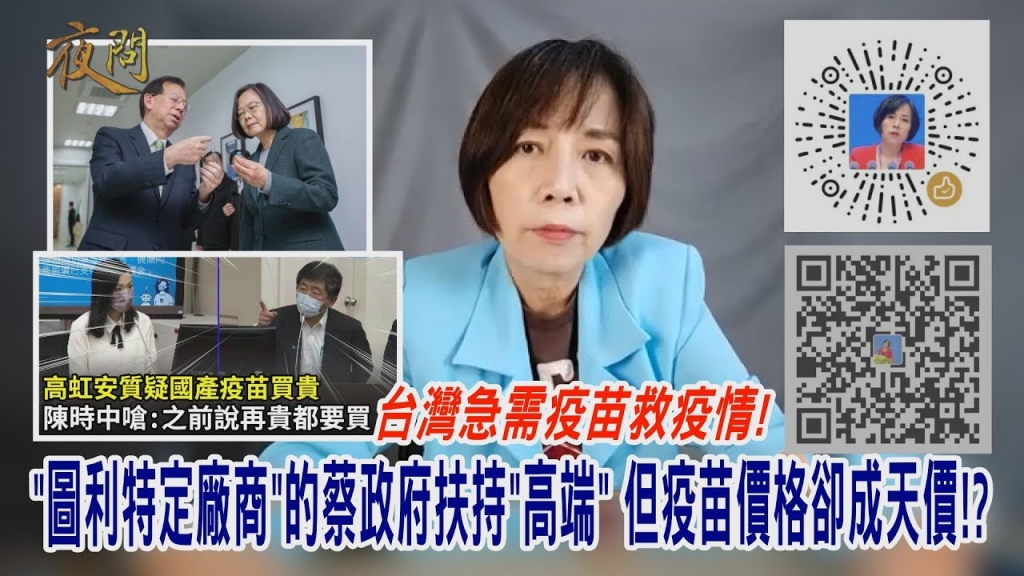 夜問
高虹安質疑國產疫苗買貴
陳時中嗆:之前說再貴都要買
台灣急需疫苗救疫情!
"圖利特定廠商"的蔡政府扶持"高端" 但疫苗價格卻成天價!?